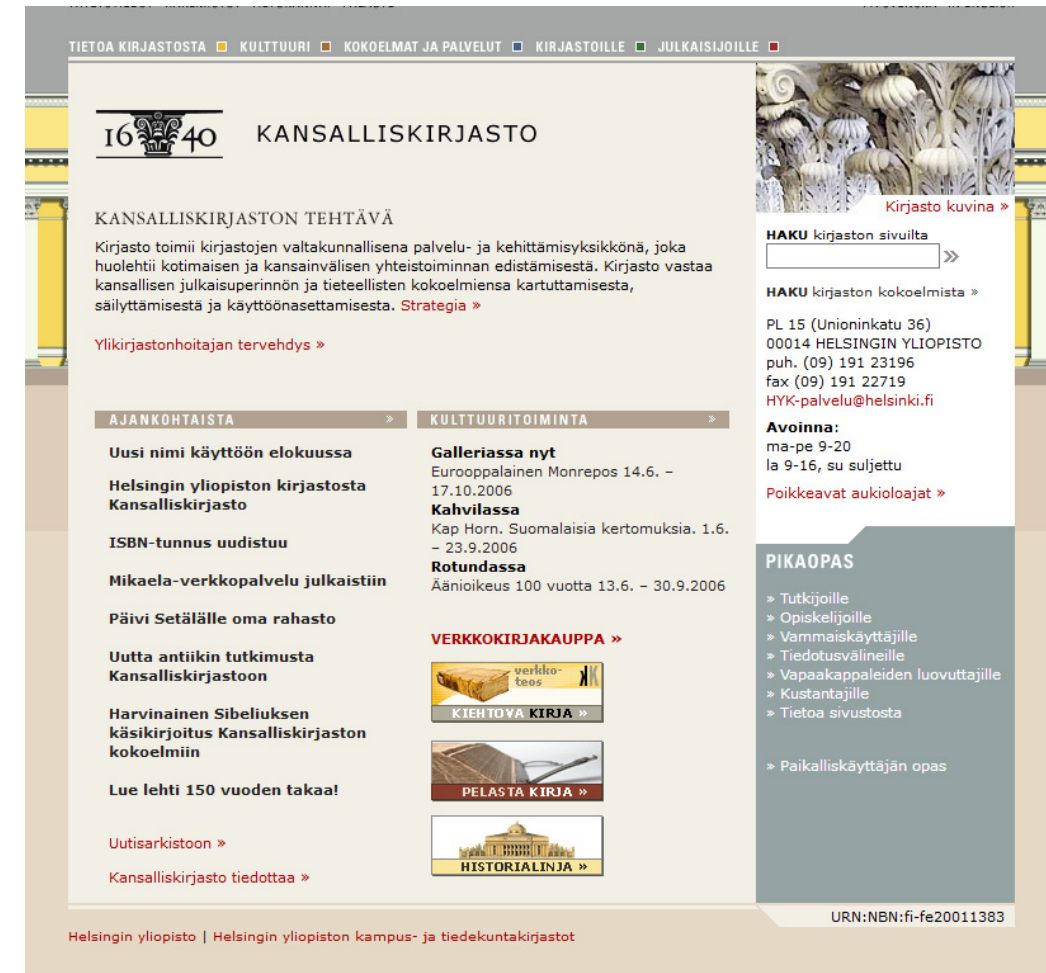 TIETOA KIRJASTOSTA KULTTUURI KOKOELMAT JA PALVELUT KIRJASTOILLE JULKAISIJOILLE
1640 KANSALLISKIRJASTO
KANSALLISKIRJASTON TEHTÄVÄ
Kirjasto toimii kirjastojen valtakunnallisena palvelu- ja kehittämisyksikkönä, joka
huolehtii kotimaisen ja kansainvälisen yhteistoiminnan edistämisestä. Kirjasto vastaa
kansallisen julkaisuperinnön ja tieteellisten kokoelmiensa kartuttamisesta,
säilyttämisestä ja käyttöönasettamisesta. Strategia »
Ylikirjastonhoitajan tervehdys »
AJANKOHTAISTA »
Uusi nimi käyttöön elokuussa
Helsingin yliopiston kirjastosta
Kansalliskirjasto
ISBN-tunnus uudistuu
Mikaela-verkkopalvelu julkaistiin
Päivi Setälälle oma rahasto
Uutta antiikin tutkimusta
Kansalliskirjastoon
Harvinainen Sibeliuksen
käsikirjoitus Kansalliskirjaston
kokoelmiin
Lue lehti 150 vuoden takaa!
Uutisarkistoon »
Kansalliskirjasto tiedottaa »
KULTTUURITOIMINTA »
Galleriassa nyt
Eurooppalainen Monrepos 14.6. –
17.10.2006
Kahvilassa
Kap Horn. Suomalaisia kertomuksia. 1.6.
– 23.9.2006
Rotundassa
Äänioikeus 100 vuotta 13.6. – 30.9.2006
VERKKOKIRJAKAUPPA »
verkko-
teos
KIEHTOVA KIRJA »
PELASTA KIRJA »
HISTORIALINJA »
Kirjasto kuvina »
HAKU kirjaston sivuilta
»
HAKU kirjaston kokoelmista »
PL 15 (Unioninkatu 36)
00014 HELSINGIN YLIOPISTO
puh. (09) 191 23196
fax (09) 191 22719
HYK-palvelu@helsinki.fi
Avoinna:
ma-pe 9-20
la 9-16, su suljettu
Poikkeavat aukioloajat »
PIKAOPAS
» Tutkijoille
» Opiskelijoille
» Vammaiskäyttäjille
» Tiedotusvälineille
» Vapaakappaleiden luovuttajille
» Kustantajille
» Tietoa sivustosta
» Paikalliskäyttäjän opas
URN:NBN:fi-fe20011383
Helsingin yliopisto | Helsingin yliopiston kampus- ja tiedekuntakirjastot